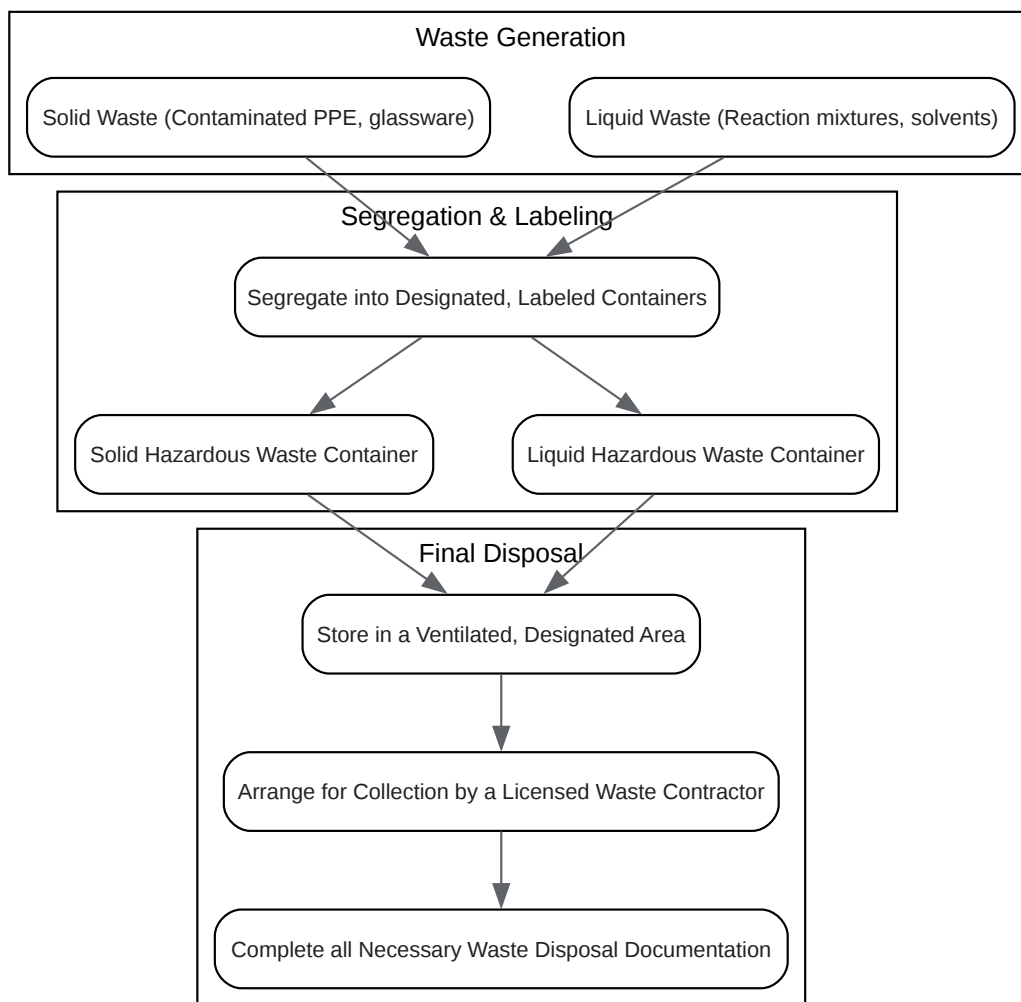 Waste Generation
Solid Waste (Contaminated PPE, glassware)
Liquid Waste (Reaction mixtures, solvents)
Segregation & Labeling
Segregate into Designated, Labeled Containers
Solid Hazardous Waste Container
Liquid Hazardous Waste Container
Final Disposal
Store in a Ventilated, Designated Area
Arrange for Collection by a Licensed Waste Contractor
Complete all Necessary Waste Disposal Documentation